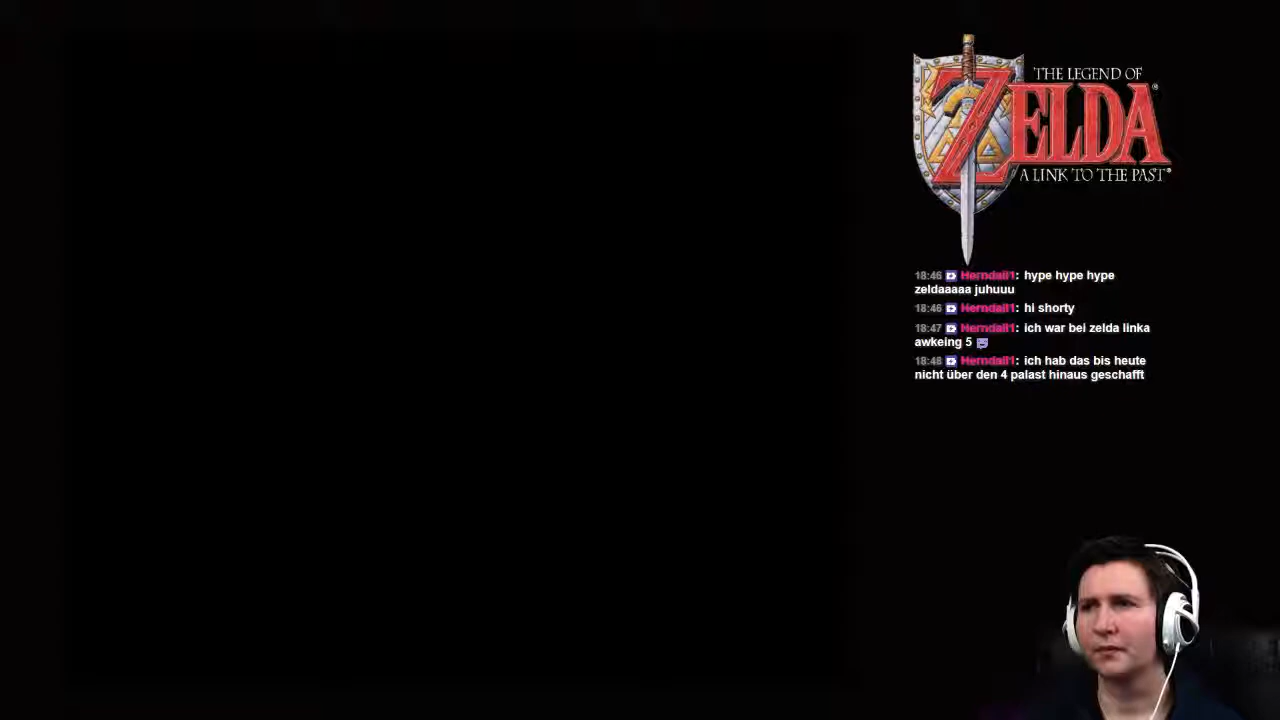 THE LEGEND OF
ZELDA®
A LINK TO THE PAST®
18:46 Herndall1: hype hype hype
zeldaaaaa juhuuu
18:46 Herndall1: hi shorty
18:47 Herndall1: ich war bei zelda linka
awkeing 5
18:48 Herndall1: ich hab das bis heute
nicht über den 4 palast hinaus geschafft